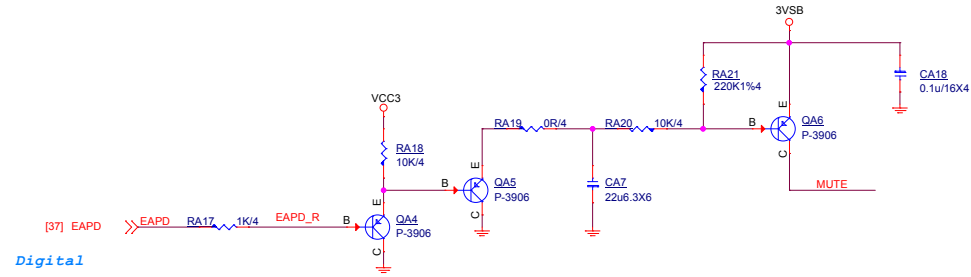 3VSB
RA21
220K1%4
CA18
0.1u/16X4
VCC3
E
RA19
0R/4
RA20
10K/4
B
QA6
P-3906
C
RA18
10K/4
MUTE
E
B
QA5
P-3906
CA7
22u6.3X6
C
E
[37] EAPD
EAPD
RA17
1K/4
EAPD_R
B
QA4
P-3906
C
Digital